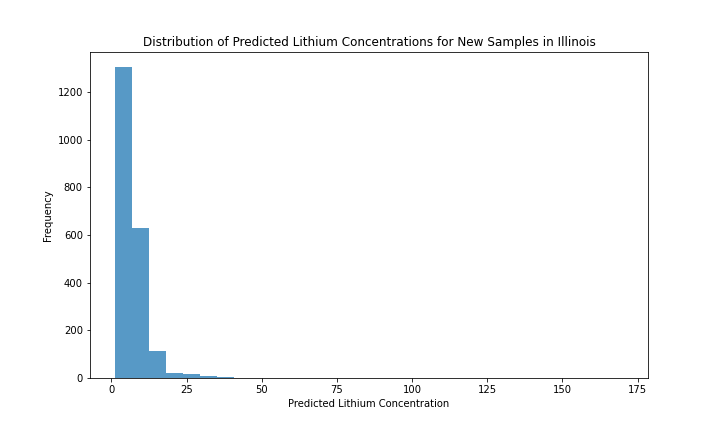 Distribution of Predicted Lithium Concentrations for New Samples in Illinois
1200
1000
800
600
400
200
0
Frequency
0 25 50 75 100 125 150 175
Predicted Lithium Concentration